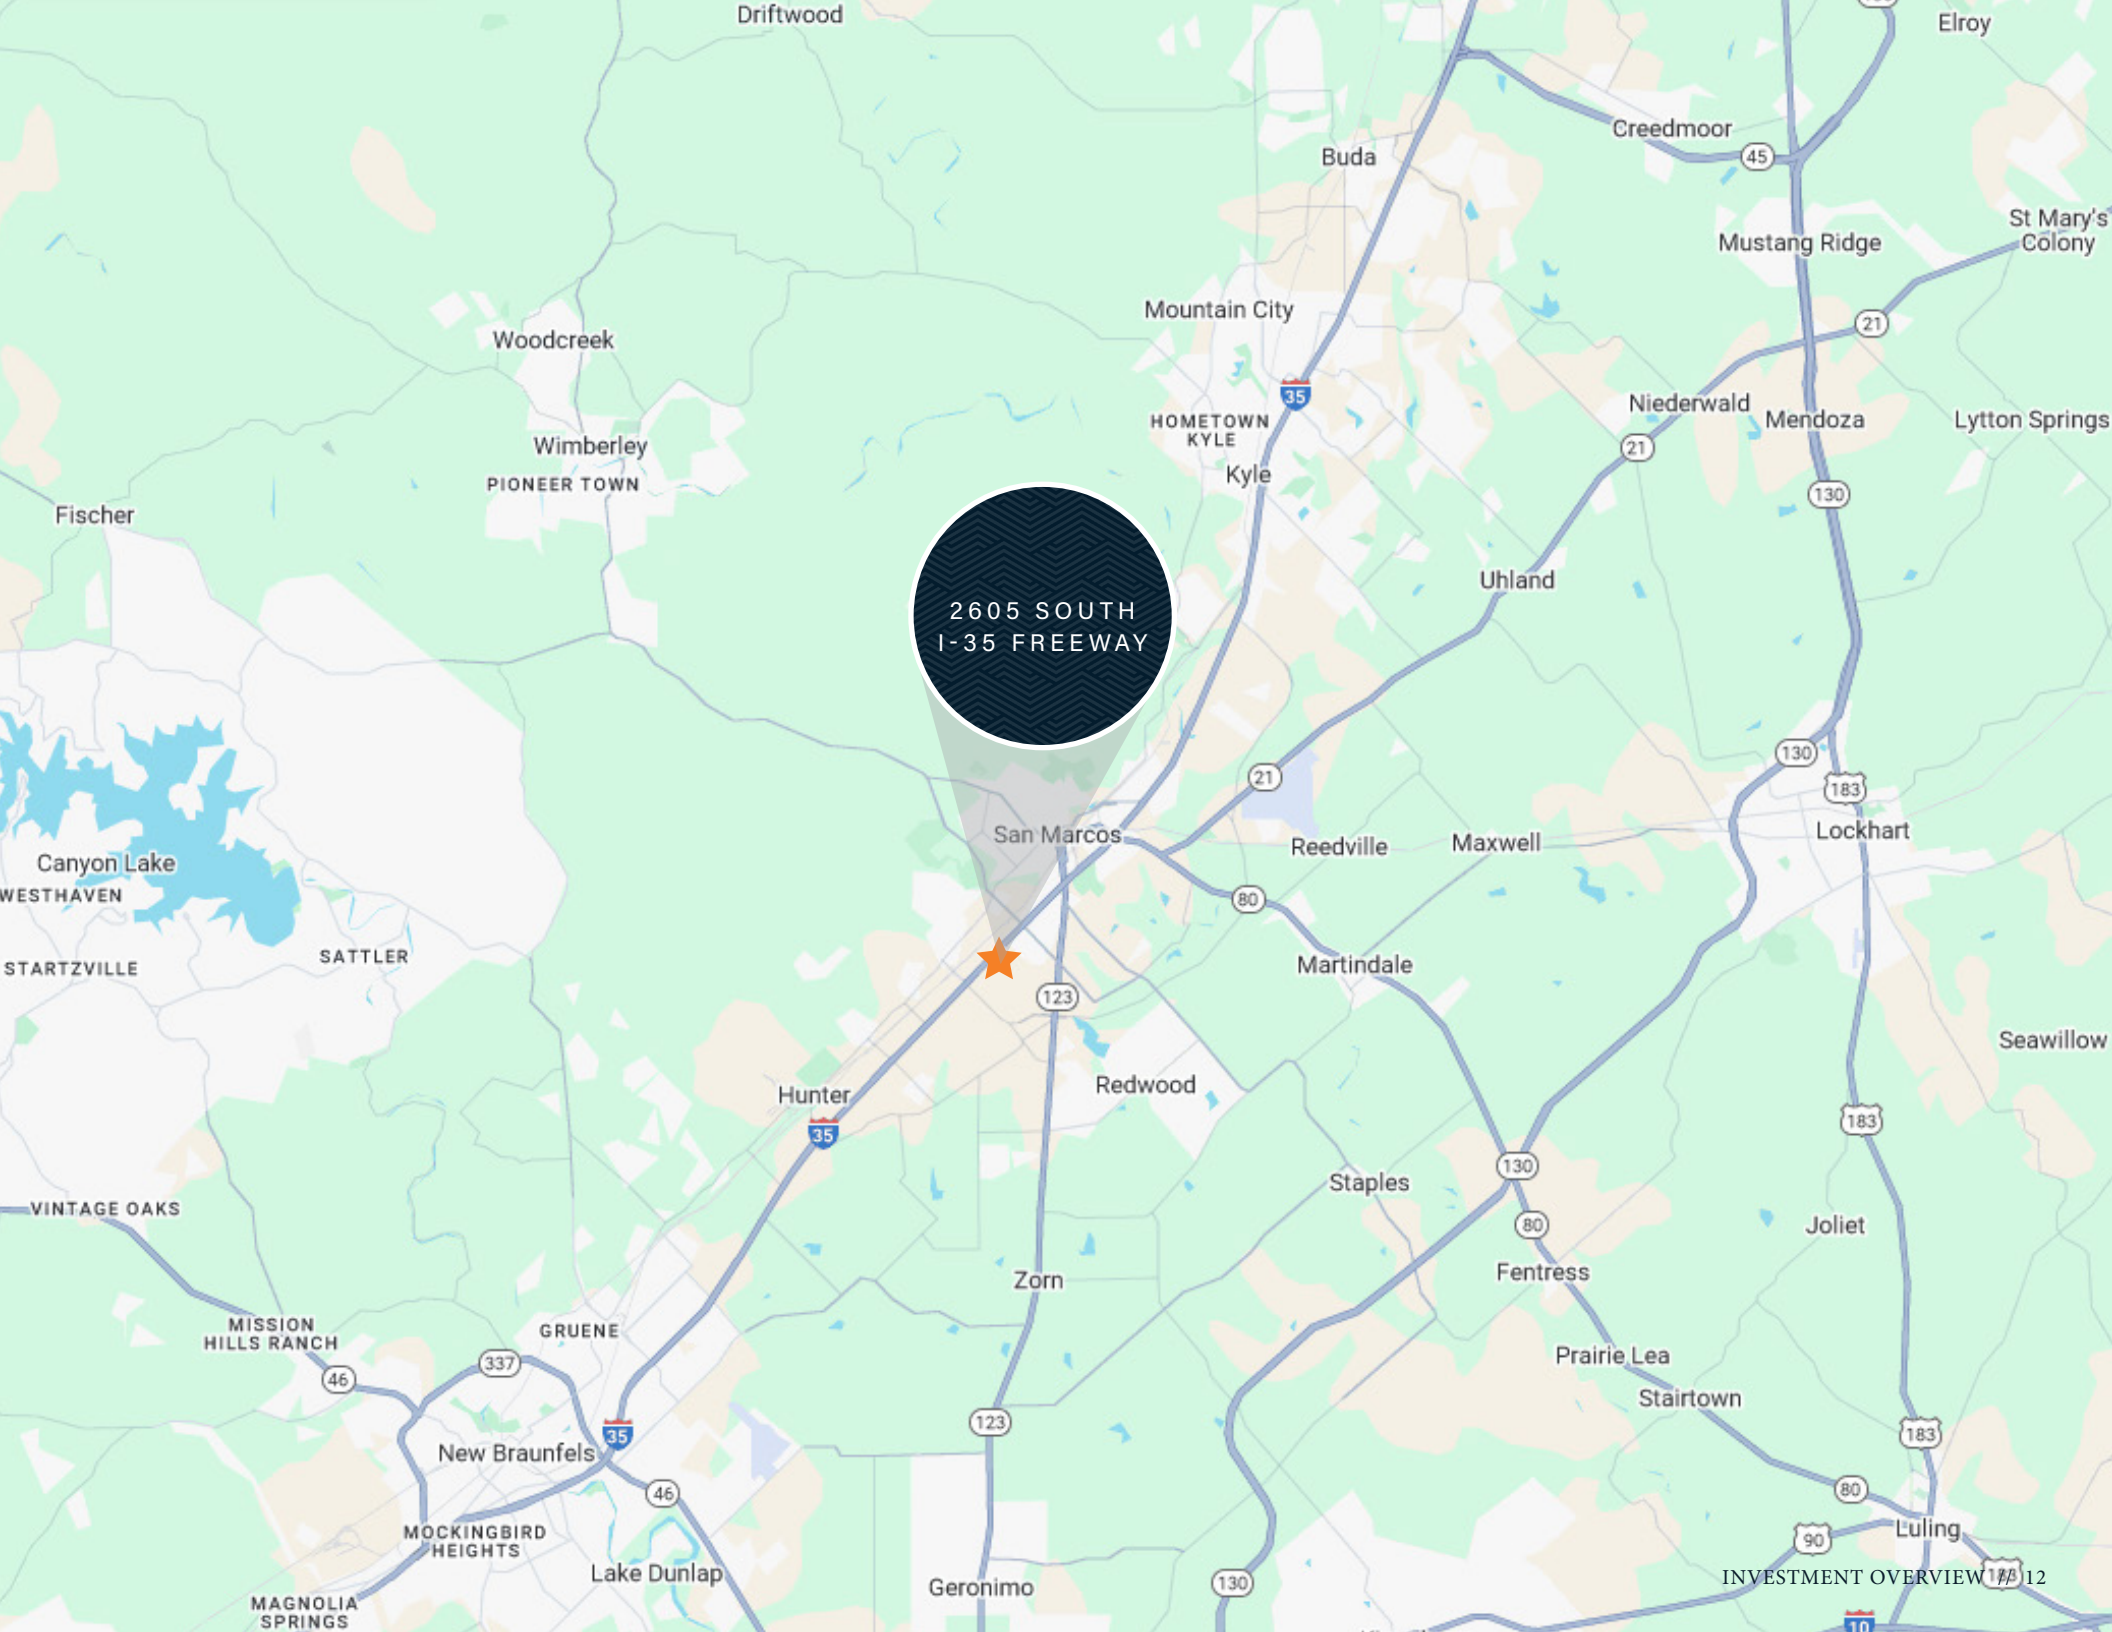 Driftwood
Elroy
Creedmoor
45
Buda
St Mary's
Colony
Mustang Ridge
Mountain City
21
Woodcreek
35
Niederwald
Mendoza
Lytton Springs
HOMETOWN
KYLE
21
Wimberley
Kyle
PIONEER TOWN
130
Fischer
Uhland
2605 SOUTH
I-35 FREEWAY
130
21
183
San Marcos
Reedville
Maxwell
Lockhart
Canyon Lake
WESTHAVEN
80
SATTLER
STARTZVILLE
Martindale
123
Seawillow
Redwood
Hunter
35
183
130
Staples
VINTAGE OAKS
80
Joliet
Fentress
Zorn
MISSION
HILLS RANCH
GRUENE
337
46
Prairie Lea
Stairtown
123
35
183
New Braunfels
46
80
MOCKINGBIRD
HEIGHTS
90
Luling
Lake Dunlap
Geronimo
130
183
INVESTMENT OVERVIEW // 12
MAGNOLIA
SPRINGS
10